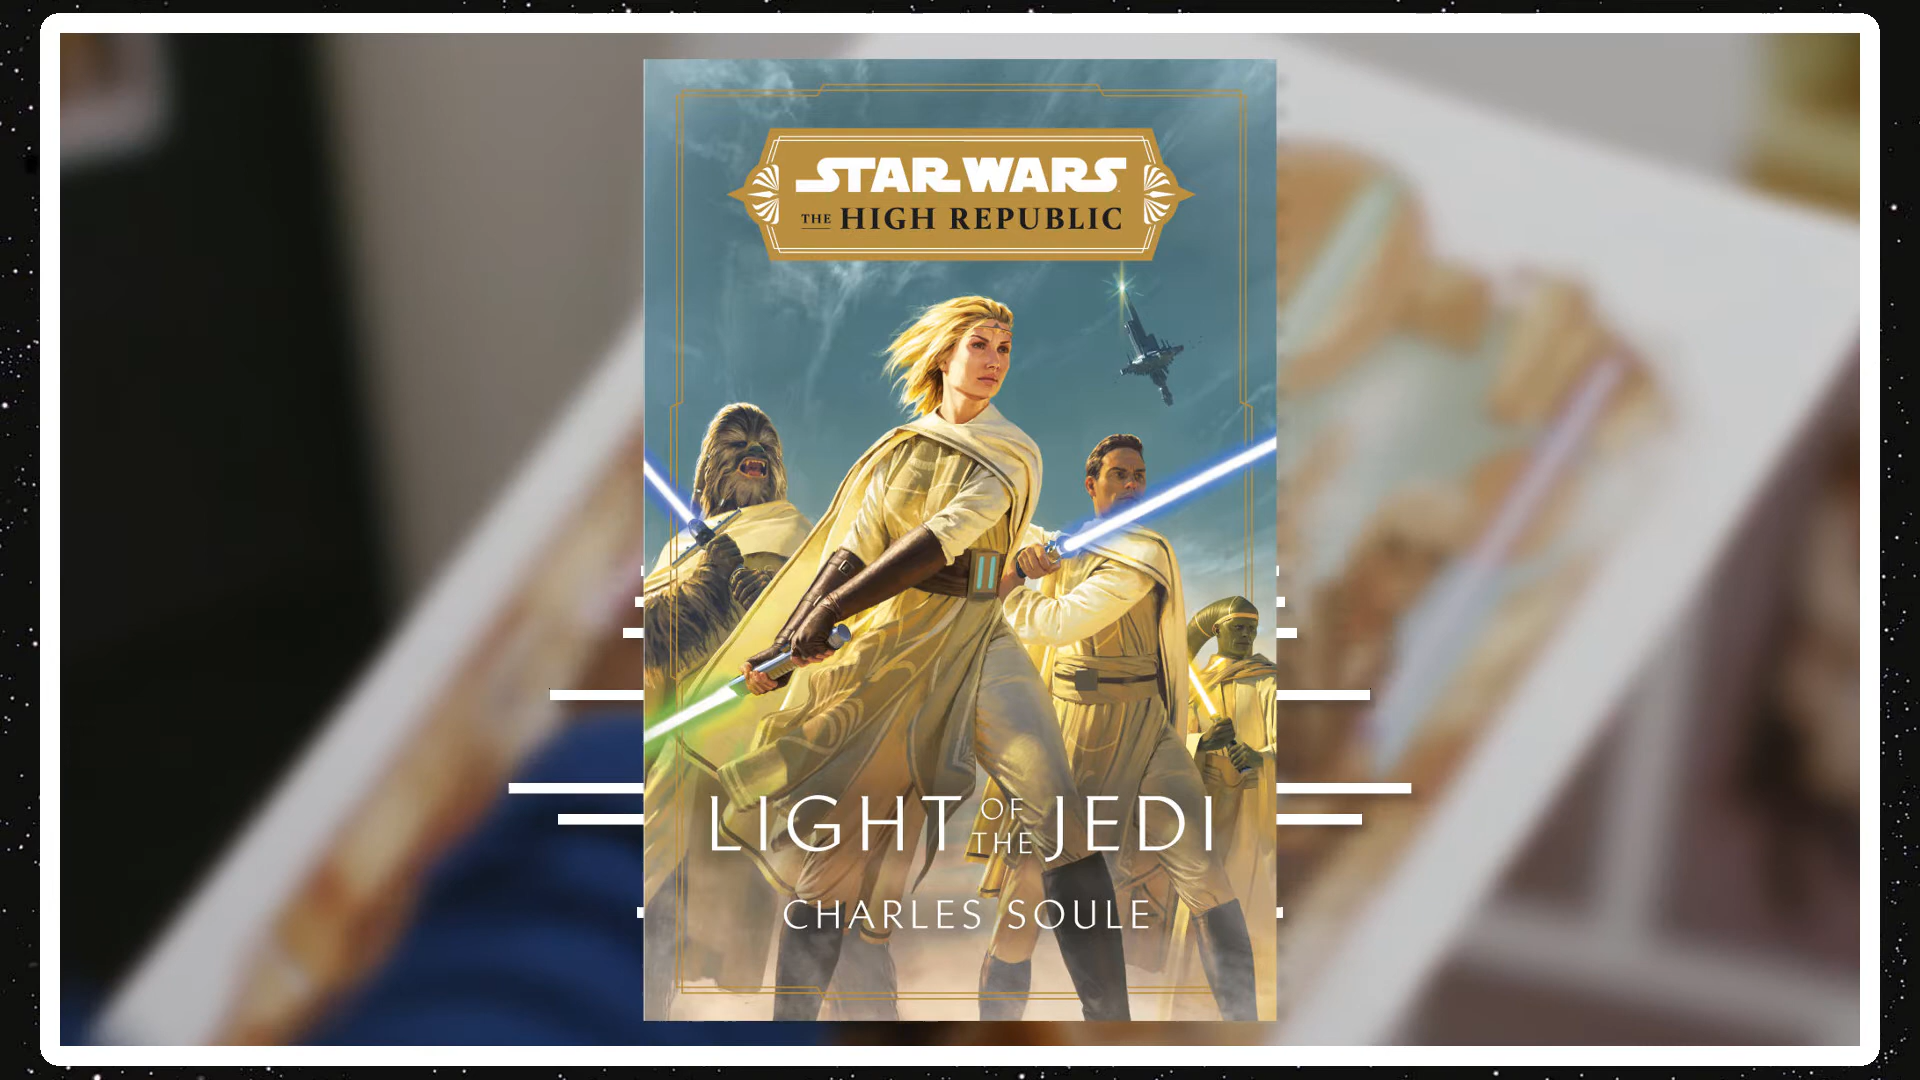 STAR WARS
THE HIGH REPUBLIC
LIGHT OF THE JEDI
CHARLES SOULE